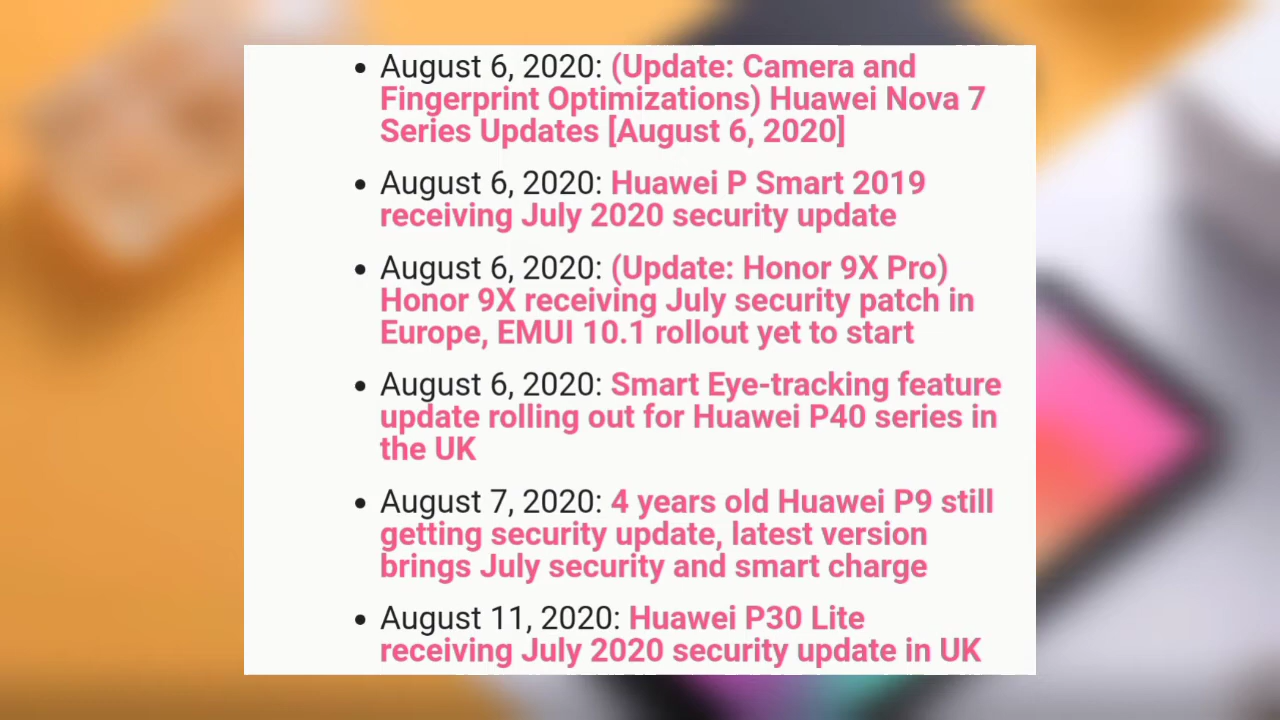 • August 6, 2020: (Update: Camera and
Fingerprint Optimizations) Huawei Nova 7
Series Updates [August 6, 2020]
• August 6, 2020: Huawei P Smart 2019
receiving July 2020 security update
• August 6, 2020: (Update: Honor 9X Pro)
Honor 9X receiving July security patch in
Europe, EMUI 10.1 rollout yet to start
• August 6, 2020: Smart Eye-tracking feature
update rolling out for Huawei P40 series in
the UK
• August 7, 2020: 4 years old Huawei P9 still
getting security update, latest version
brings July security and smart charge
• August 11, 2020: Huawei P30 Lite
receiving July 2020 security update in UK